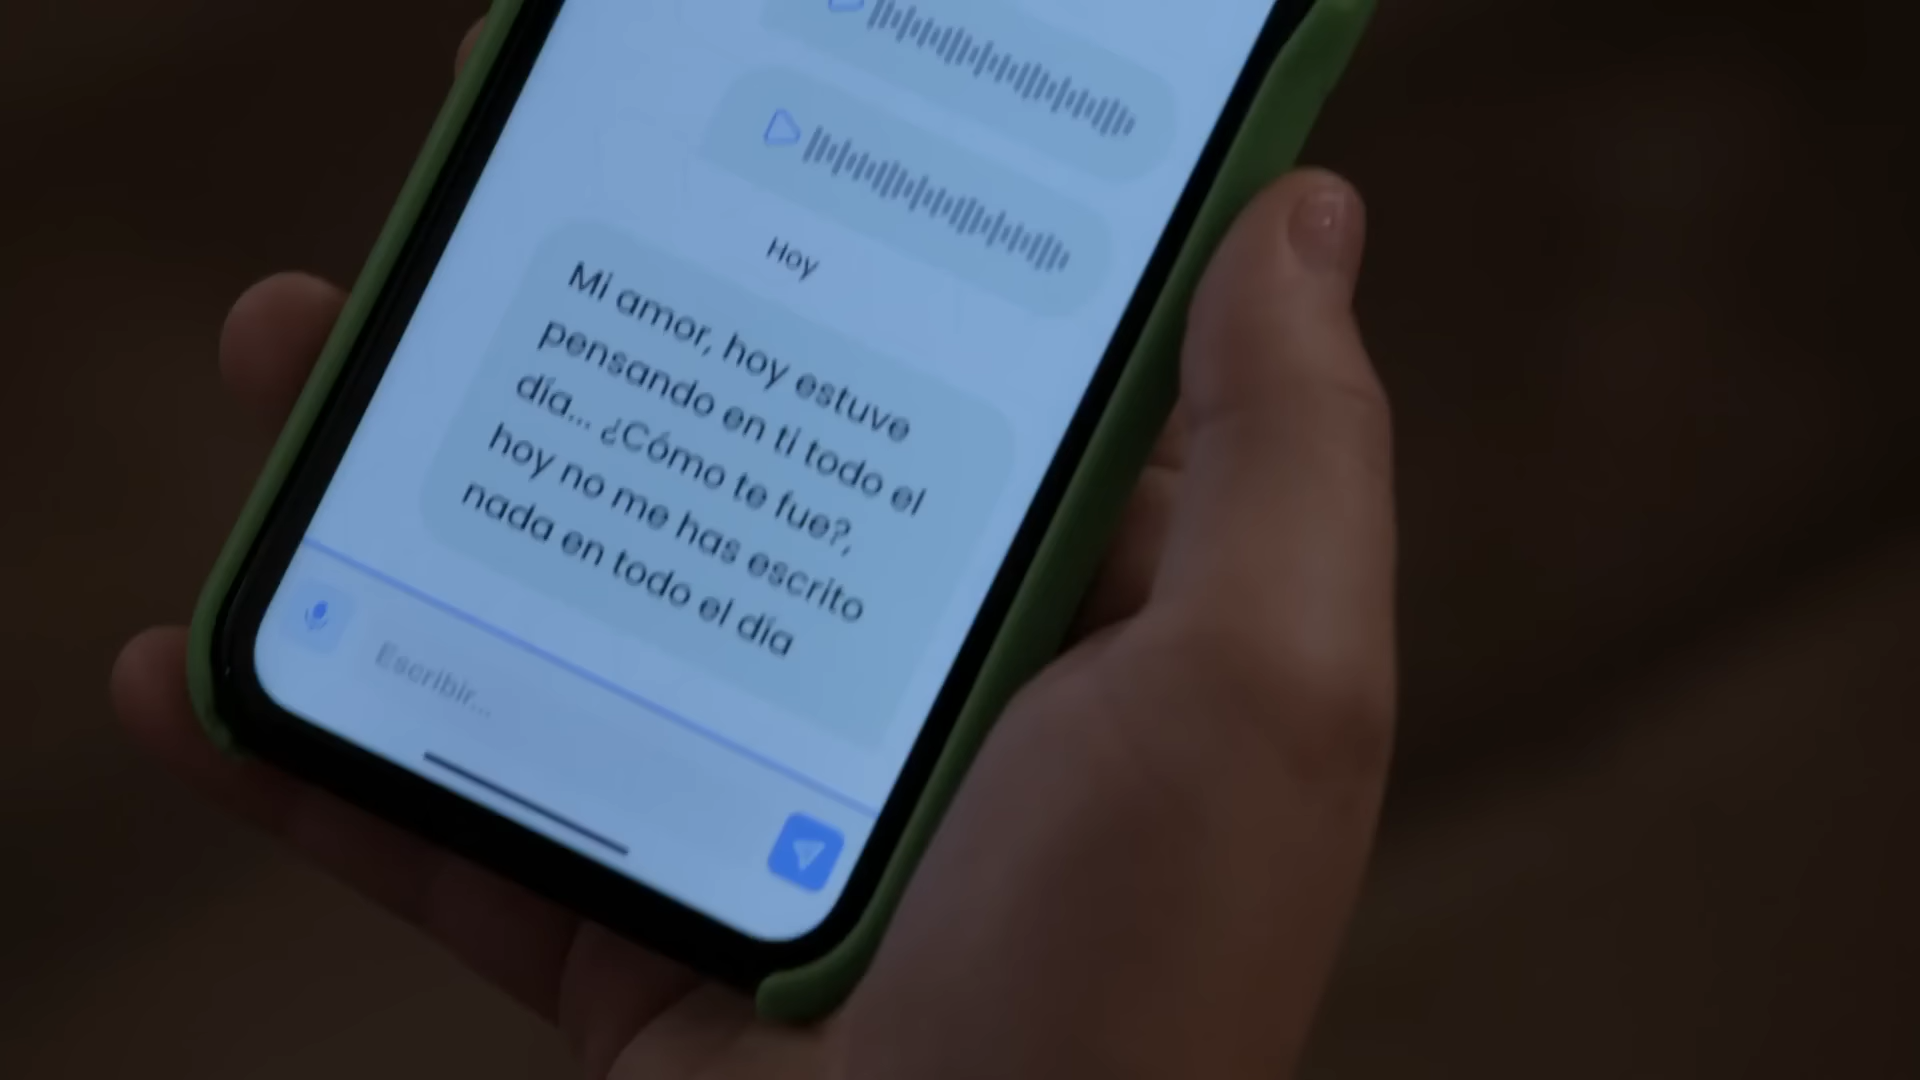 Hoy
Mi amor, hoy estuve
pensando en ti todo el
día... ¿Cómo te fue?,
hoy no me has escrito
nada en todo el día
Escribir...